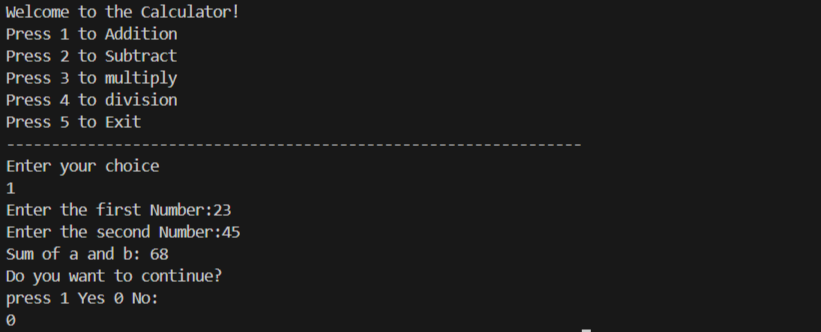 Welcome to the Calculator!
Press 1 to Addition
Press 2 to Subtract
Press 3 to multiply
Press 4 to division
Press 5 to Exit
----------------------------------------------------------------
Enter your choice
1
Enter the first Number:23
Enter the second Number:45
Sum of a and b: 68
Do you want to continue?
press 1 Yes 0 No:
0